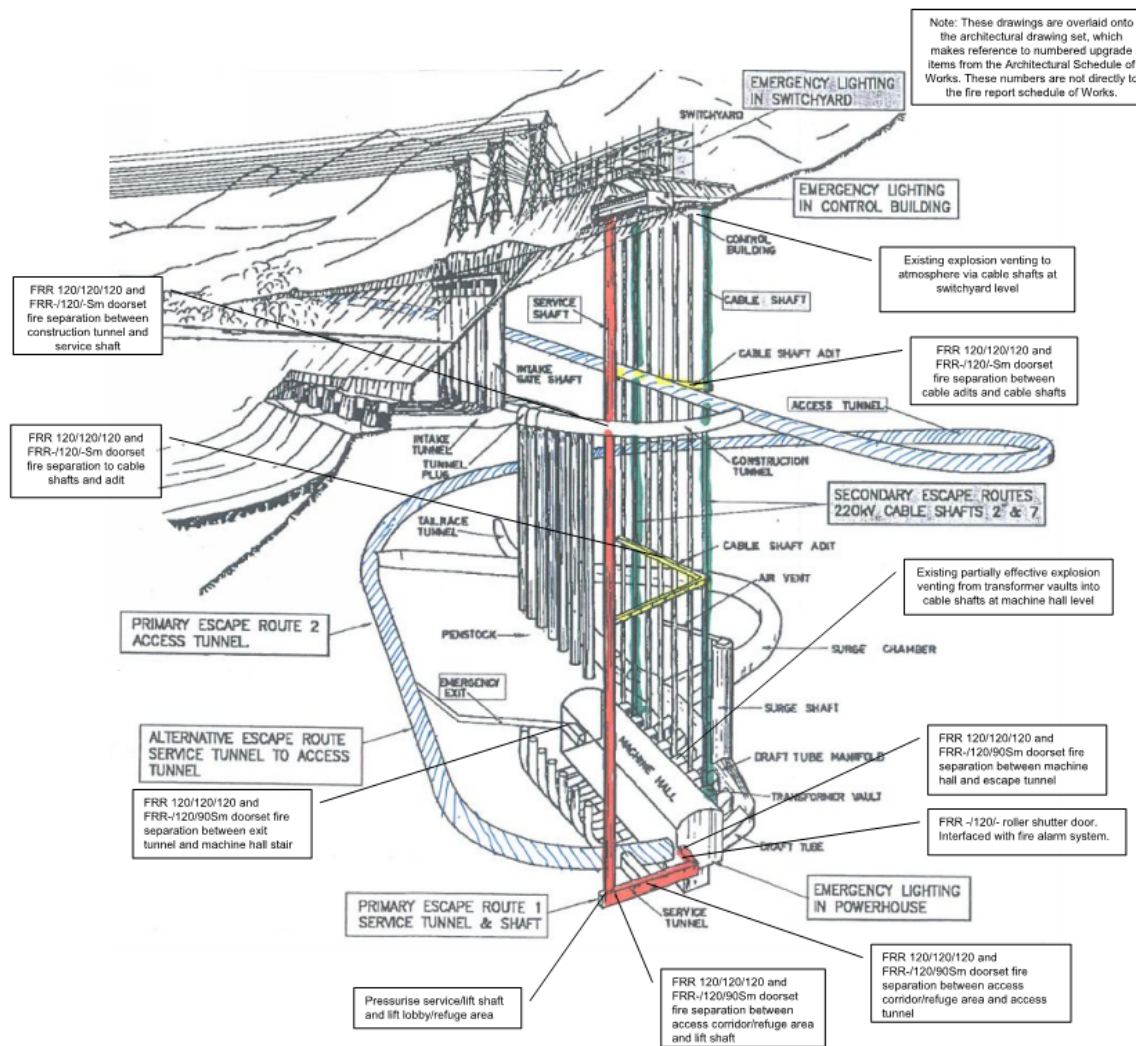 Note: These drawings are overlaid onto
the architectural drawing set, which
makes reference to numbered upgrade
items from the Architectural Schedule of
Works. These numbers are not directly to
the fire report schedule of Works.
EMERGENCY LIGHTING
IN SWITCHYARD
SWITCHYARD
EMERGENCY LIGHTING
IN CONTROL BUILDING
CONTROL
BUILDING
Existing explosion venting to
atmosphere via cable shafts at
switchyard level
FRR 120/120/120 and
FRR-/120/-Sm doorset
fire separation between
construction tunnel and
service shaft
SERVICE
SHAFT
CABLE SHAFT
INTAKE
GATE SHAFT
CABLE SHAFT ADIT
FRR 120/120/120 and
FRR-/120/-Sm doorset
fire separation between
cable adits and cable shafts
ACCESS TUNNEL
FRR 120/120/120 and
FRR-/120/-Sm doorset
fire separation to cable
shafts and adit
INTAKE
TUNNEL
TUNNEL
PLUG
CONSTRUCTION
TUNNEL
SECONDARY ESCAPE ROUTES
220kV CABLE SHAFTS 2 & 7
TAILRACE
TUNNEL
CABLE SHAFT ADIT
AIR VENT
Existing partially effective explosion
venting from transformer vaults into
cable shafts at machine hall level
PRIMARY ESCAPE ROUTE 2
ACCESS TUNNEL.
PENSTOCK
SURGE CHAMBER
EMERGENCY
EXIT
SURGE SHAFT
ALTERNATIVE ESCAPE ROUTE
SERVICE TUNNEL TO ACCESS
TUNNEL
MACHINE HALL
DRAFT TUBE MANIFOLD
FRR 120/120/120 and
FRR-/120/90Sm doorset fire
separation between machine
hall and escape tunnel
TRANSFORMER VAULT
FRR 120/120/120 and
FRR-/120/90Sm doorset fire
separation between exit
tunnel and machine hall stair
FRR -/120/- roller shutter door.
Interfaced with fire alarm system.
DRAFT TUBE
PRIMARY ESCAPE ROUTE 1
SERVICE TUNNEL & SHAFT
SERVICE
TUNNEL
EMERGENCY LIGHTING
IN POWERHOUSE
Pressurise service/lift shaft
and lift lobby/refuge area
FRR 120/120/120 and
FRR-/120/90Sm doorset
fire separation between
access corridor/refuge area
and lift shaft
FRR 120/120/120 and
FRR-/120/90Sm doorset fire
separation between access
corridor/refuge area and access
tunnel